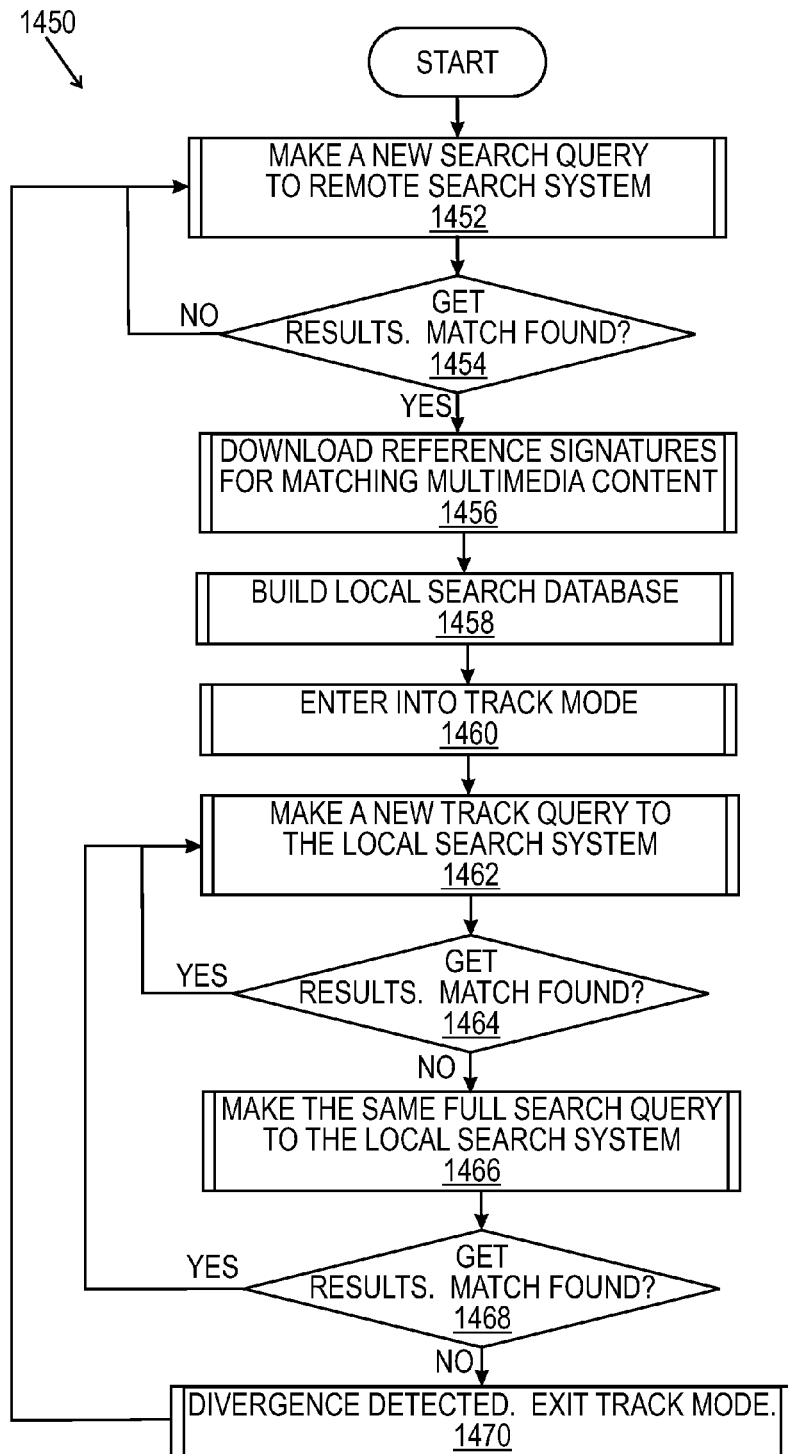 1450
START
MAKE A NEW SEARCH QUERY
TO REMOTE SEARCH SYSTEM
1452
GET
RESULTS. MATCH FOUND?
1454
NO
YES
DOWNLOAD REFERENCE SIGNATURES
FOR MATCHING MULTIMEDIA CONTENT
1456
BUILD LOCAL SEARCH DATABASE
1458
ENTER INTO TRACK MODE
1460
MAKE A NEW TRACK QUERY TO
THE LOCAL SEARCH SYSTEM
1462
GET
RESULTS. MATCH FOUND?
1464
YES
NO
MAKE THE SAME FULL SEARCH QUERY
TO THE LOCAL SEARCH SYSTEM
1466
GET
RESULTS. MATCH FOUND?
1468
YES
NO
DIVERGENCE DETECTED. EXIT TRACK MODE.
1470